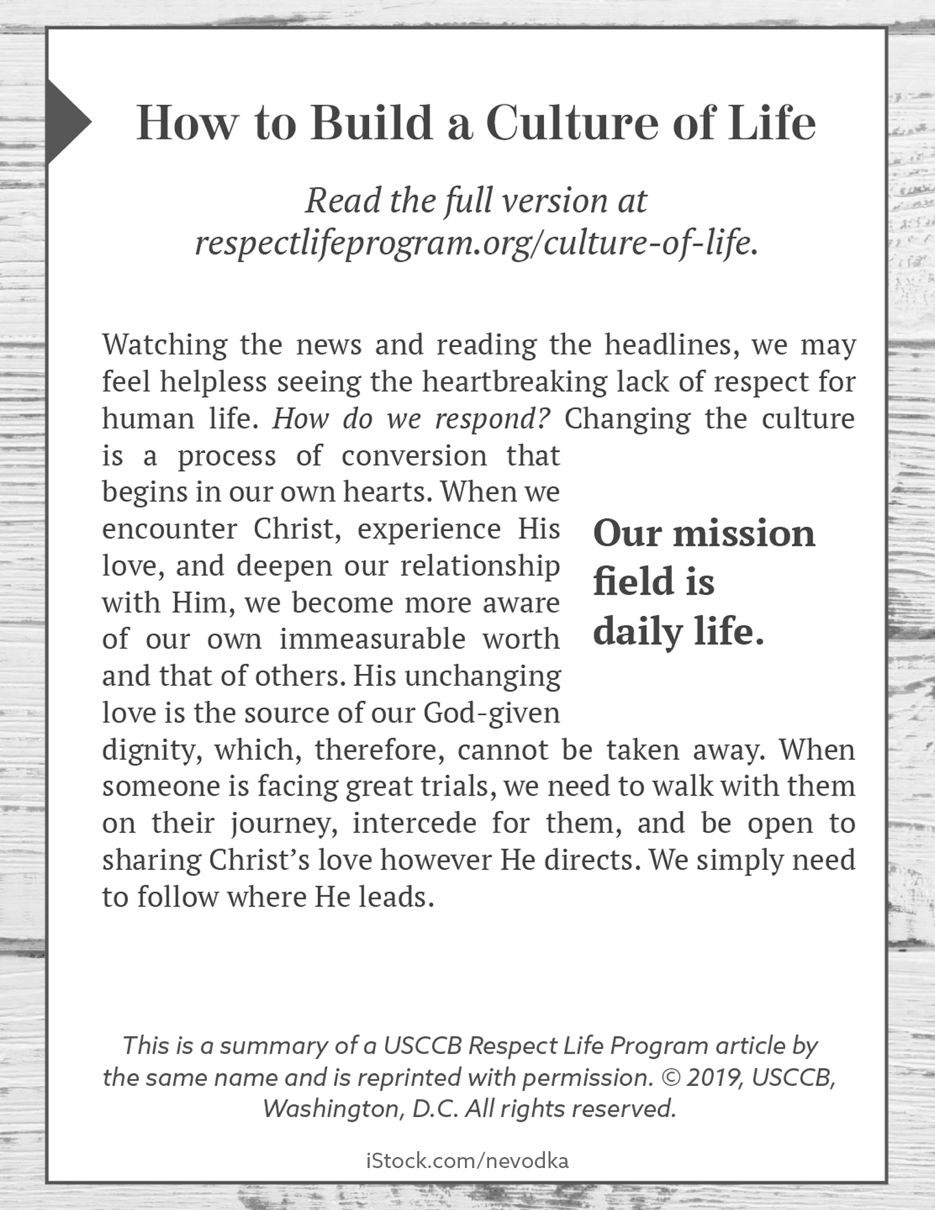 How to Build a Culture of Life
Read the full version at
respectlifeprogram.org/culture-of-life.
Watching the news and reading the headlines, we may
feel helpless seeing the heartbreaking lack of respect for
human life. How do we respond? Changing the culture
is a process of conversion that
begins in our own hearts. When we
encounter Christ, experience His
love, and deepen our relationship
with Him, we become more aware
of our own immeasurable worth
and that of others. His unchanging
love is the source of our God-given
dignity, which, therefore, cannot be taken away. When
someone is facing great trials, we need to walk with them
on their journey, intercede for them, and be open to
sharing Christ’s love however He directs. We simply need
to follow where He leads.
Our mission
field is
daily life.
This is a summary of a USCCB Respect Life Program article by
the same name and is reprinted with permission. © 2019, USCCB,
Washington, D.C. All rights reserved.
iStock.com/nevodka